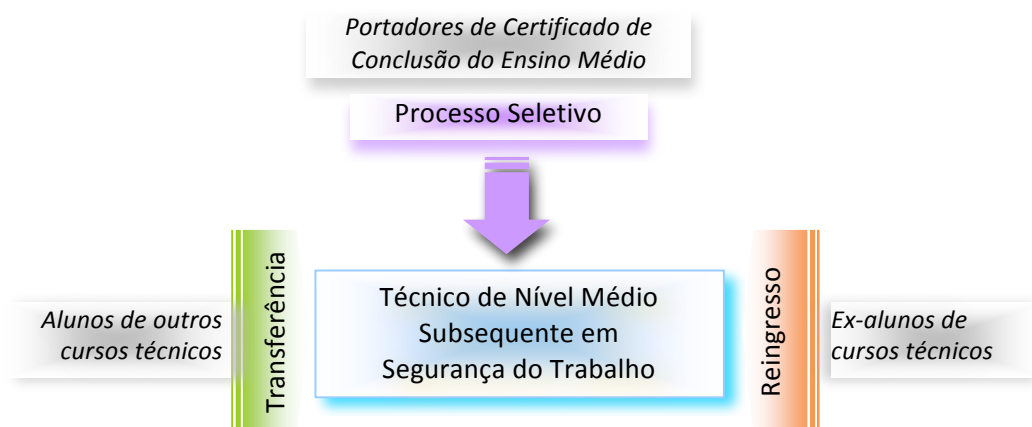 Portadores de Certificado de
Conclusão do Ensino Médio
Processo Seletivo
Alunos de outros
cursos técnicos
Transferência
Técnico de Nível Médio
Subsequente em
Segurança do Trabalho
Reingresso
Ex-alunos de
cursos técnicos